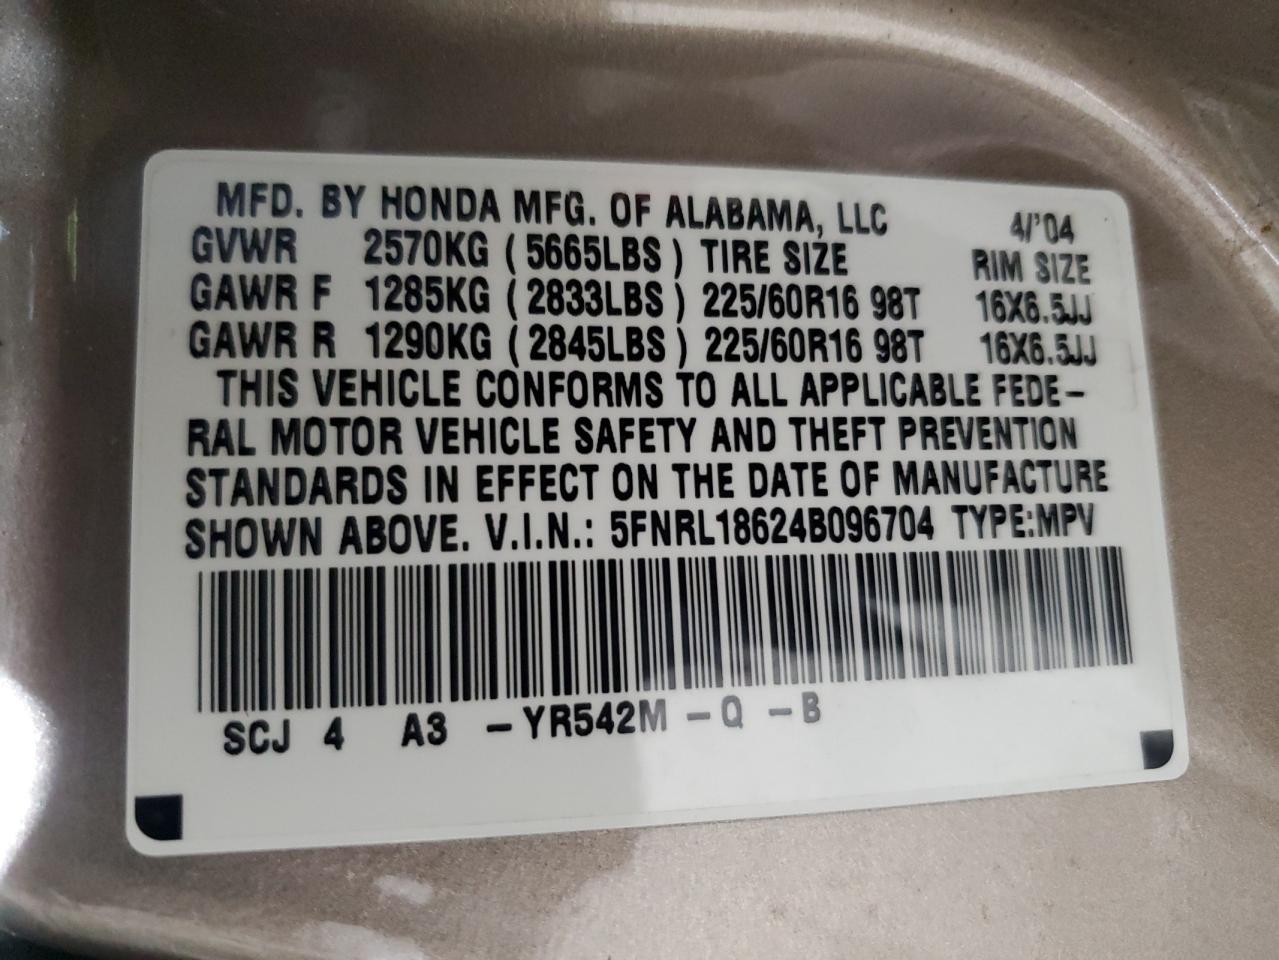 MFD. BY HONDA MFG. OF ALABAMA, LLC 4/'04
GVWR 2570KG ( 5665LBS ) TIRE SIZE RIM SIZE
GAWR F 1285KG ( 2833LBS ) 225/60R16 98T 16X6.5JJ
GAWR R 1290KG ( 2845LBS ) 225/60R16 98T 16X6.5JJ
THIS VEHICLE CONFORMS TO ALL APPLICABLE FEDE-
RAL MOTOR VEHICLE SAFETY AND THEFT PREVENTION
STANDARDS IN EFFECT ON THE DATE OF MANUFACTURE
SHOWN ABOVE. V.I.N.: 5FNRL18624B096704 TYPE:MPV
SCJ 4 A3 -YR542M -Q -B